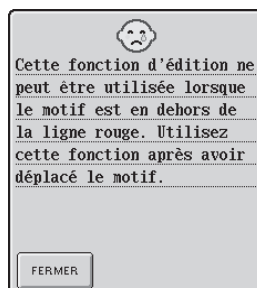 Cette fonction d'édition ne
peut être utilisée lorsque
le motif est en dehors de
la ligne rouge. Utilisez
cette fonction après avoir
déplacé le motif.
FERMER